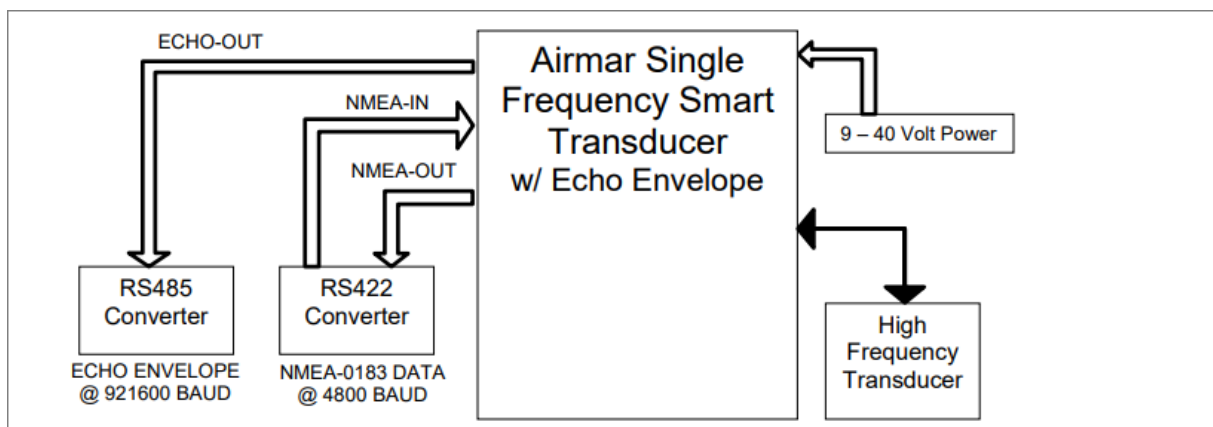 ECHO-OUT
NMEA-IN
NMEA-OUT
Airmar Single
Frequency Smart
Transducer
w/ Echo Envelope
9 – 40 Volt Power
RS485
Converter
ECHO ENVELOPE
@ 921600 BAUD
RS422
Converter
NMEA-0183 DATA
@ 4800 BAUD
High
Frequency
Transducer